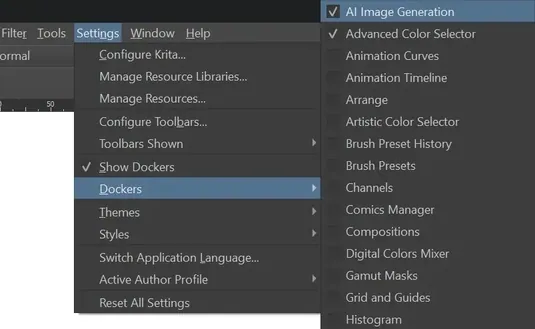 Filter Tools Settings Window Help
ormal
50
Configure Krita...
Manage Resource Libraries...
Manage Resources...
Configure Toolbars...
Toolbars Shown
Show Dockers
Dockers
Themes
Styles
Switch Application Language...
Active Author Profile
Reset All Settings
AI Image Generation
Advanced Color Selector
Animation Curves
Animation Timeline
Arrange
Artistic Color Selector
Brush Preset History
Brush Presets
Channels
Comics Manager
Compositions
Digital Colors Mixer
Gamut Masks
Grid and Guides
Histogram